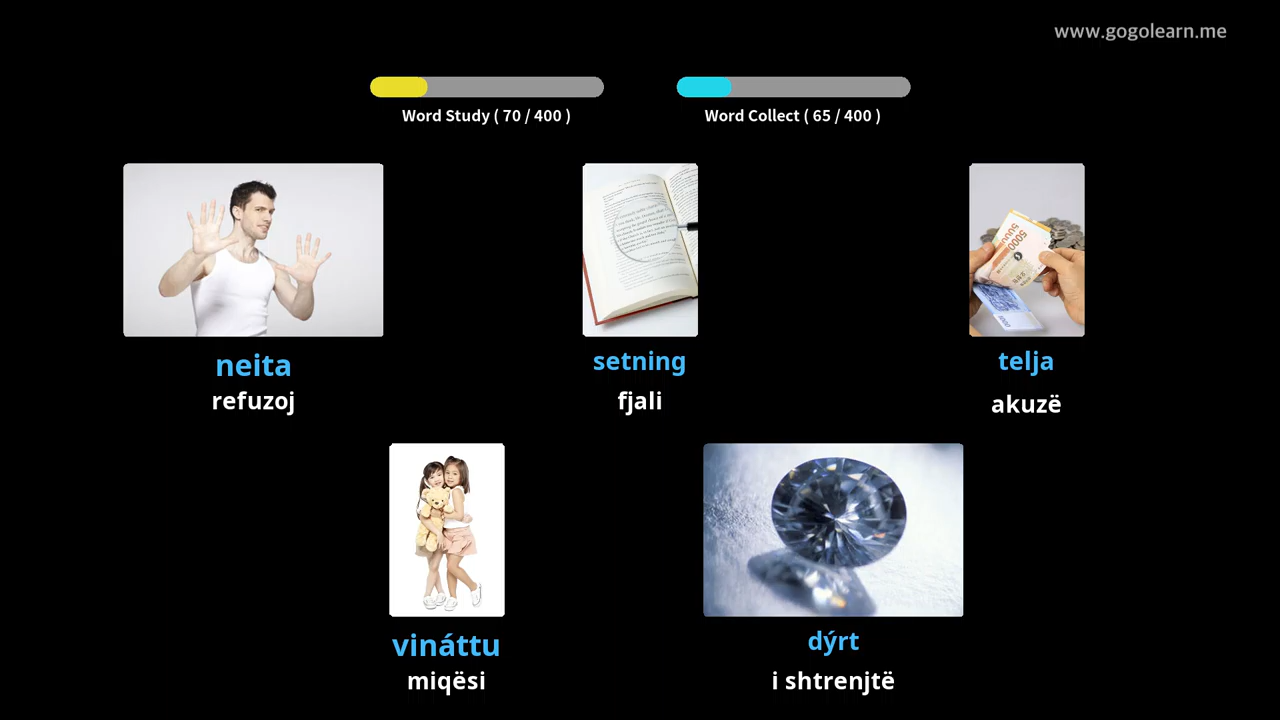 www.gogolearn.me
Word Study ( 70 / 400 )
Word Collect ( 65 / 400 )
neita
refuzoj
setning
fjali
telja
akuzë
vináttu
miqësi
dýrt
i shtrenjtë